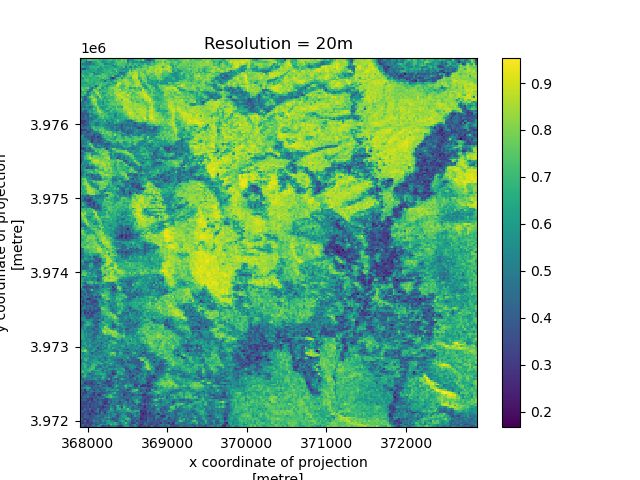 Resolution = 20m
1e6
3.976
3.975
3.974
3.973
3.972
368000 369000 370000 371000 372000
x coordinate of projection
[metre]
y coordinate of projection
[metre]
0.9
0.8
0.7
0.6
0.5
0.4
0.3
0.2